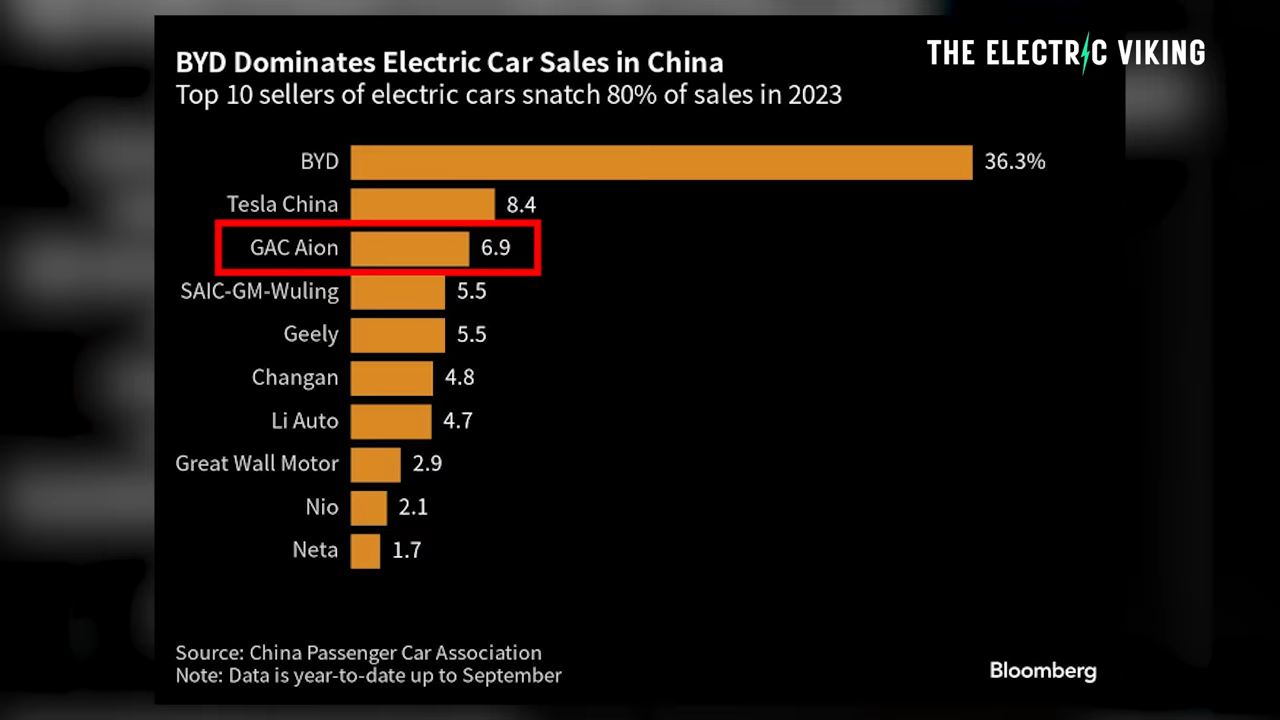 THE ELECTRIC VIKING
BYD Dominates Electric Car Sales in China
Top 10 sellers of electric cars snatch 80% of sales in 2023
BYD 36.3%
Tesla China 8.4
GAC Aion 6.9
SAIC-GM-Wuling 5.5
Geely 5.5
Changan 4.8
Li Auto 4.7
Great Wall Motor 2.9
Nio 2.1
Neta 1.7
Source: China Passenger Car Association
Note: Data is year-to-date up to September
Bloomberg